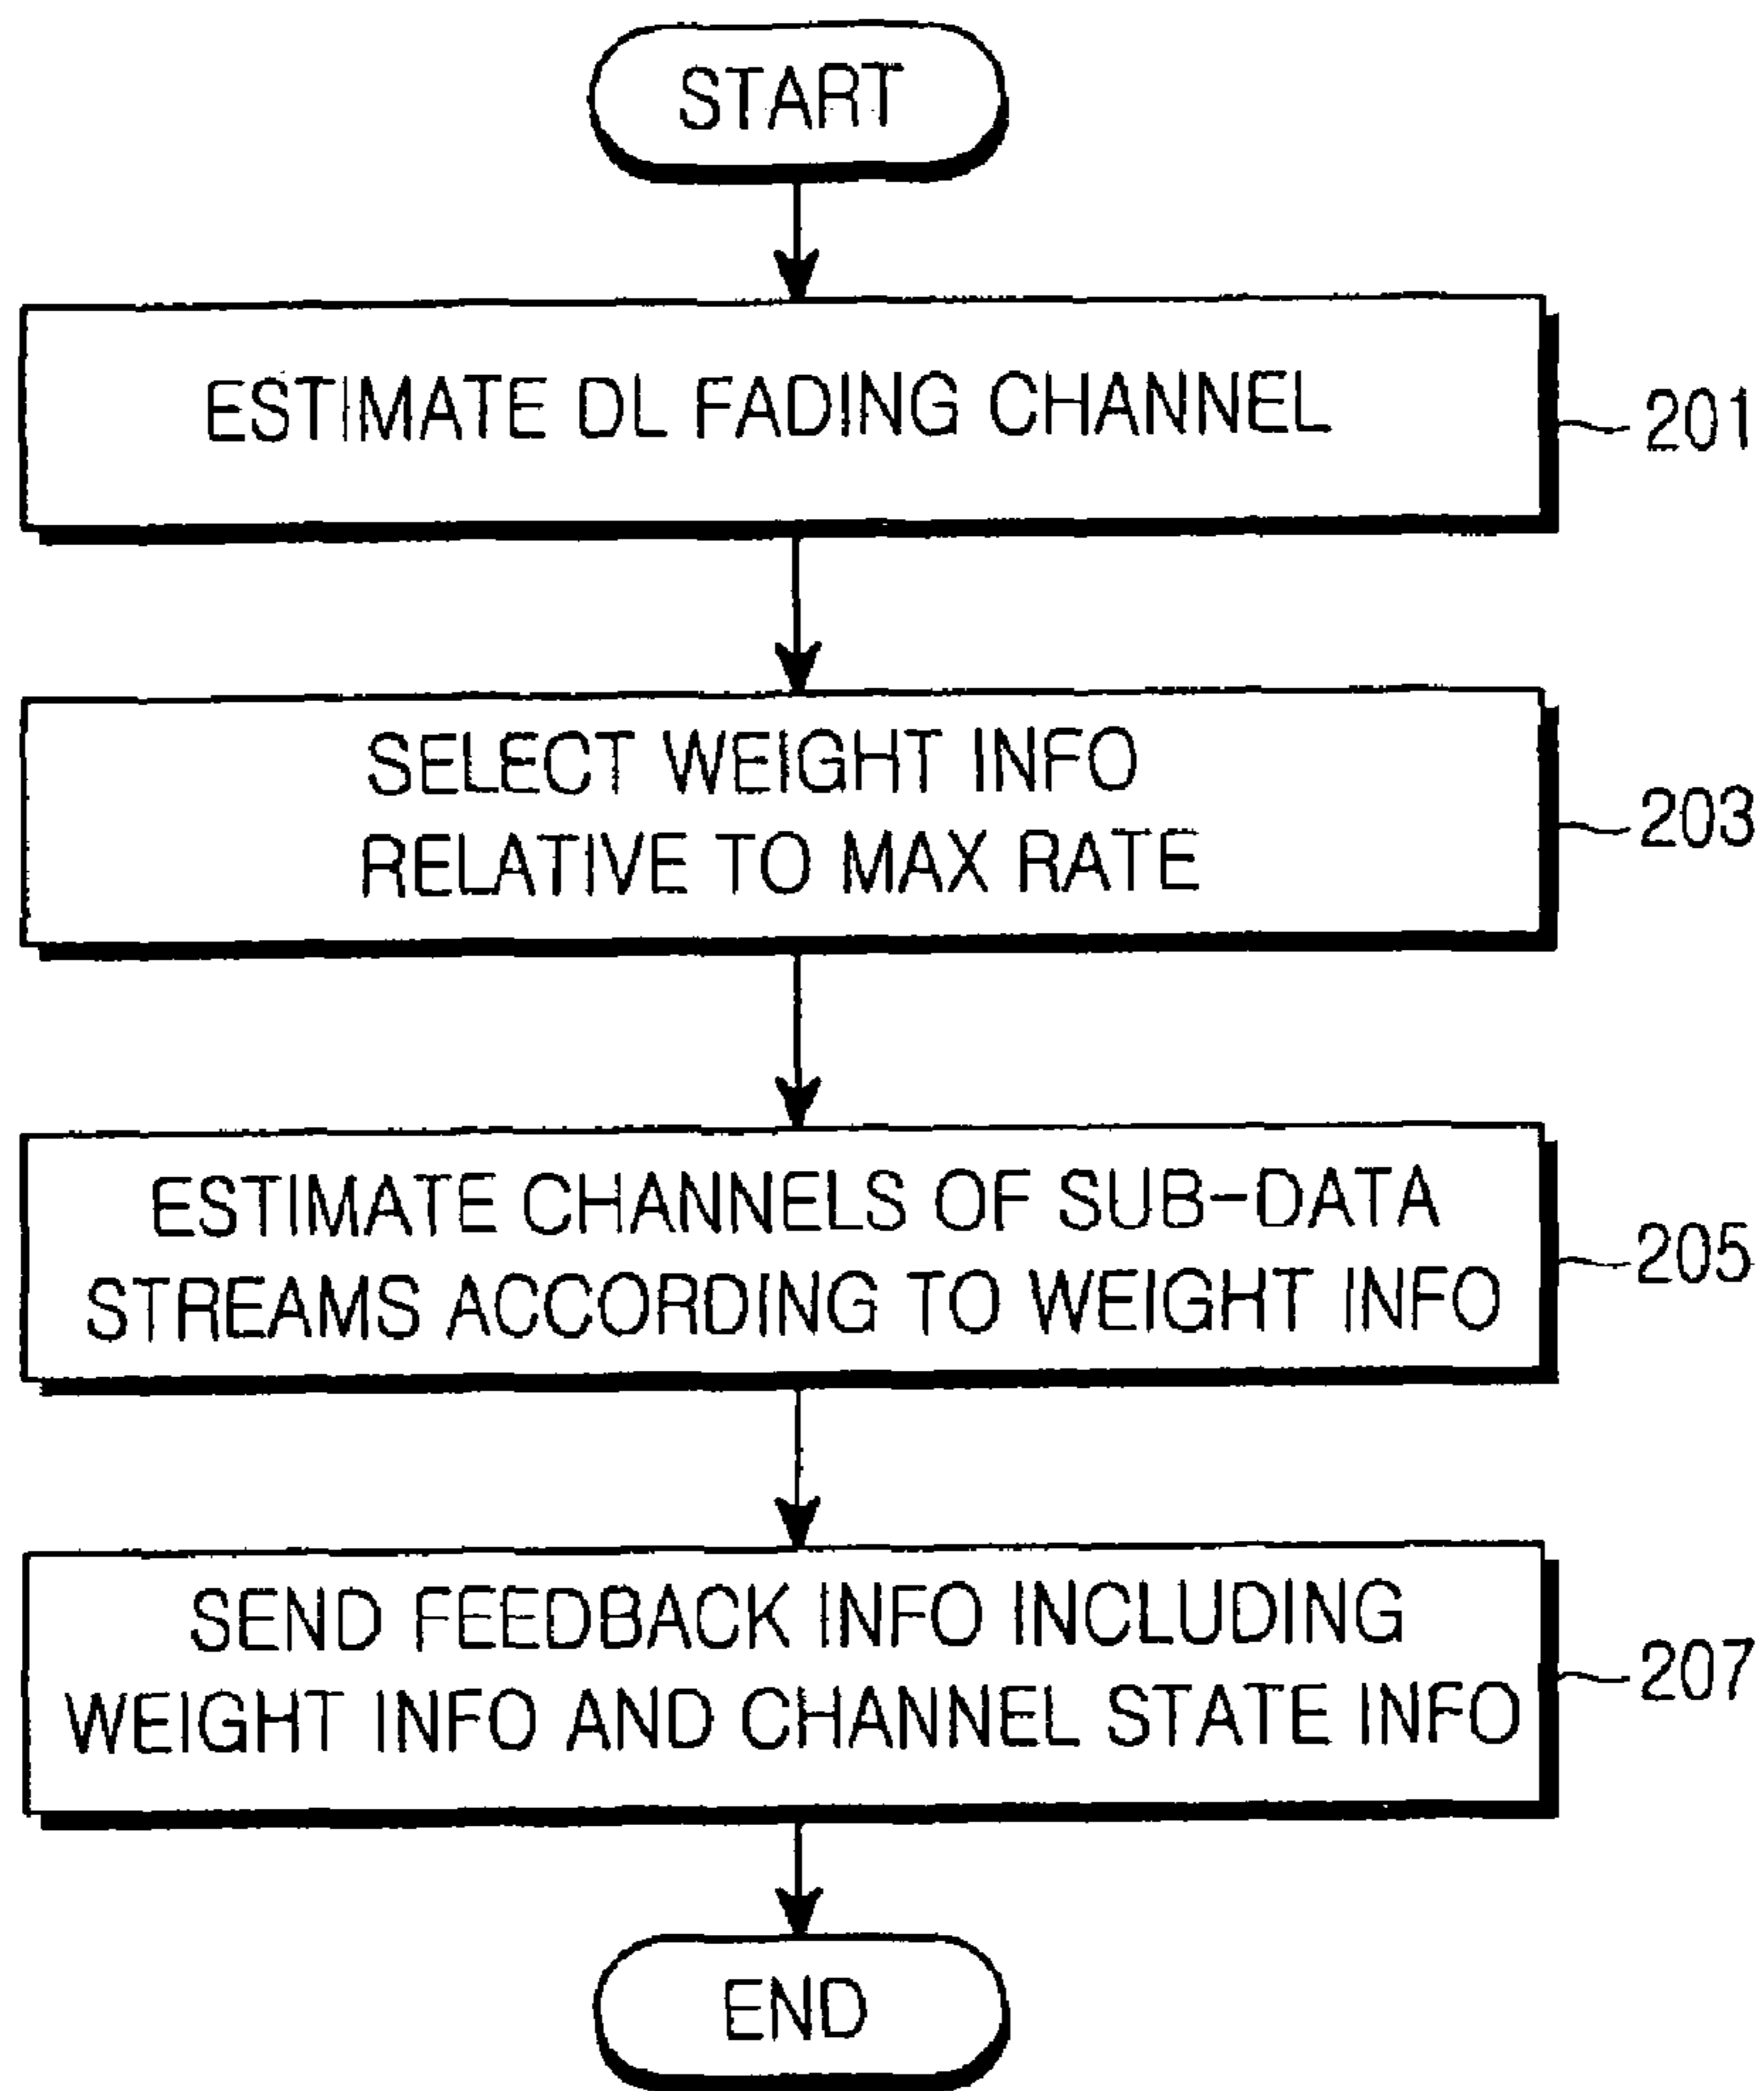 START
ESTIMATE DL FADING CHANNEL
201
SELECT WEIGHT INFO
RELATIVE TO MAX RATE
203
ESTIMATE CHANNELS OF SUB-DATA
STREAMS ACCORDING TO WEIGHT INFO
205
SEND FEEDBACK INFO INCLUDING
WEIGHT INFO AND CHANNEL STATE INFO
207
END